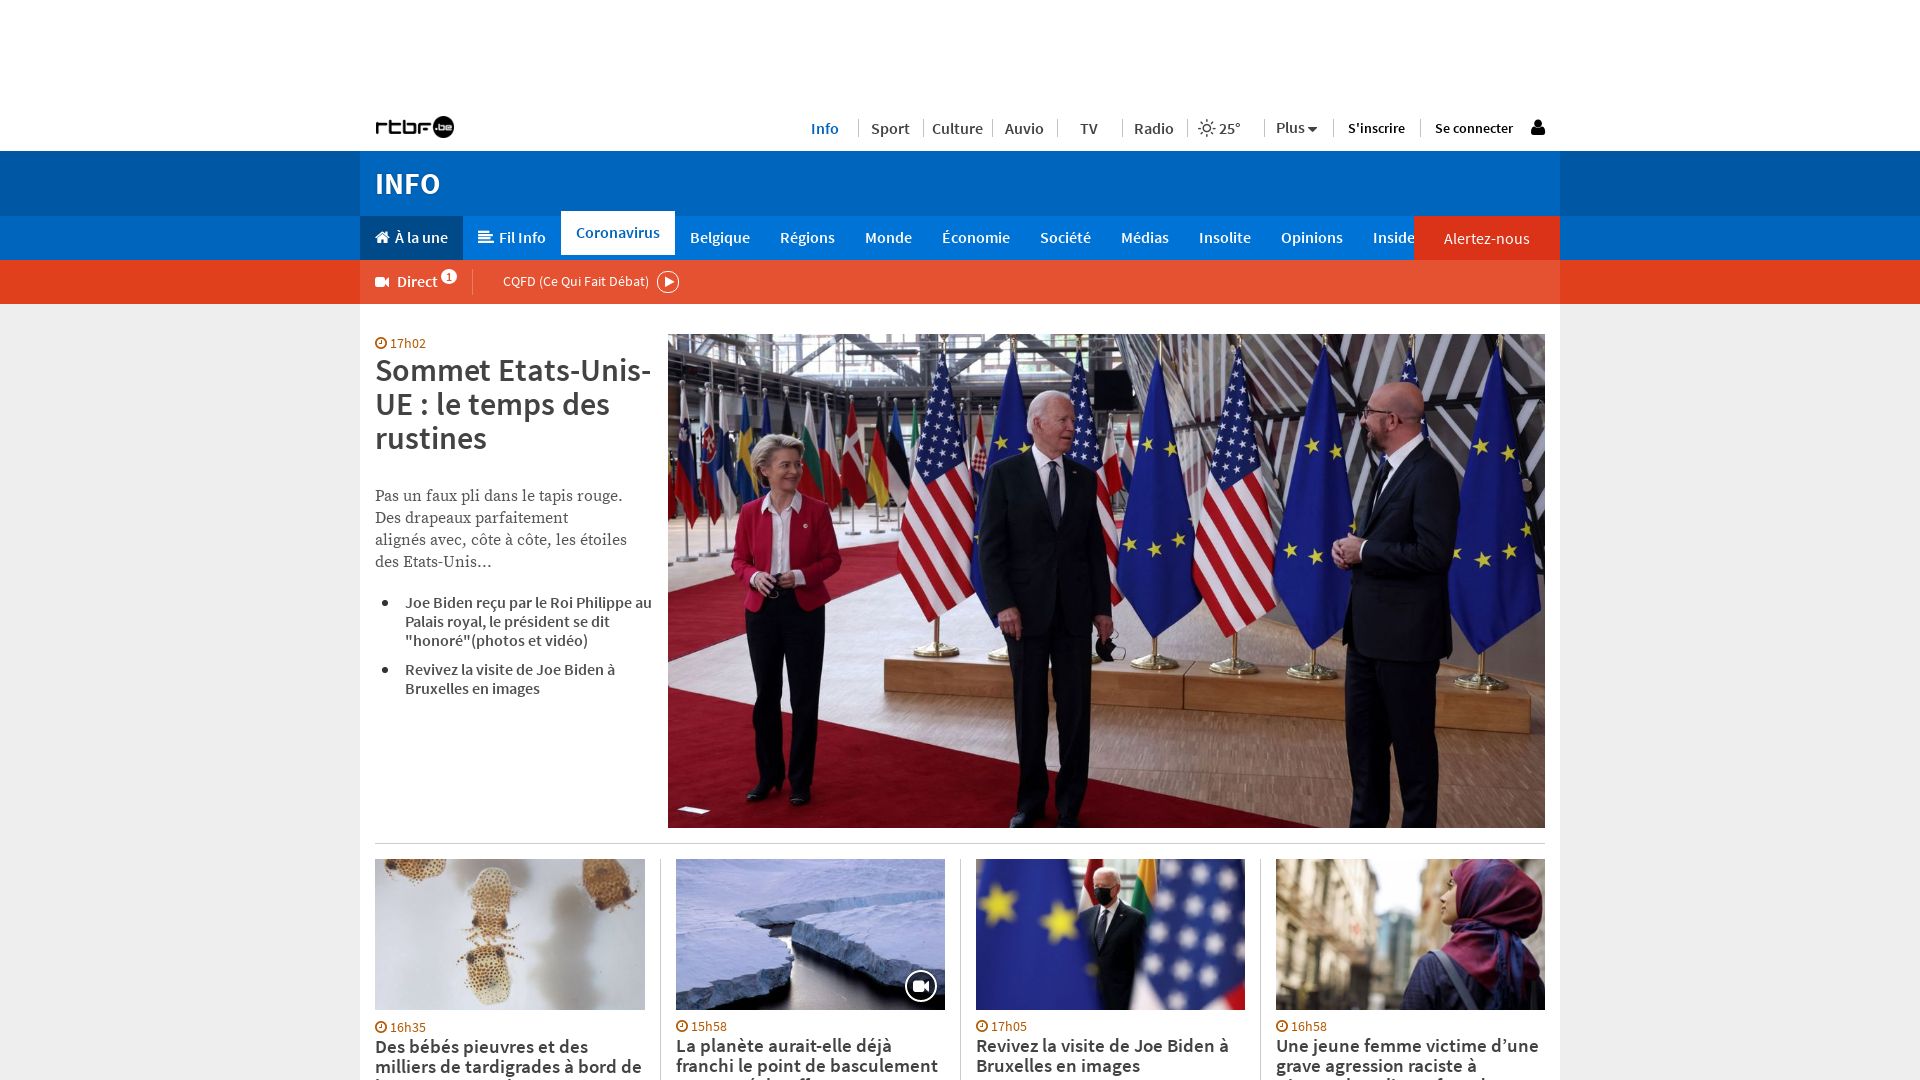 rtbf.be
Info
Sport
Culture
Auvio
TV
Radio
25°
Plus
S'inscrire
Se connecter
INFO
À la une
Fil Info
Coronavirus
Belgique
Régions
Monde
Économie
Société
Médias
Insolite
Opinions
Inside
Alertez-nous
Direct 1
CQFD (Ce Qui Fait Débat)
17h02
Sommet Etats-Unis-
UE : le temps des
rustines
Pas un faux pli dans le tapis rouge.
Des drapeaux parfaitement
alignés avec, côte à côte, les étoiles
des Etats-Unis...
Joe Biden reçu par le Roi Philippe au
Palais royal, le président se dit
"honoré"(photos et vidéo)
Revivez la visite de Joe Biden à
Bruxelles en images
16h35
Des bébés pieuvres et des
milliers de tardigrades à bord de
15h58
La planète aurait-elle déjà
franchi le point de basculement
17h05
Revivez la visite de Joe Biden à
Bruxelles en images
16h58
Une jeune femme victime d’une
grave agression raciste à